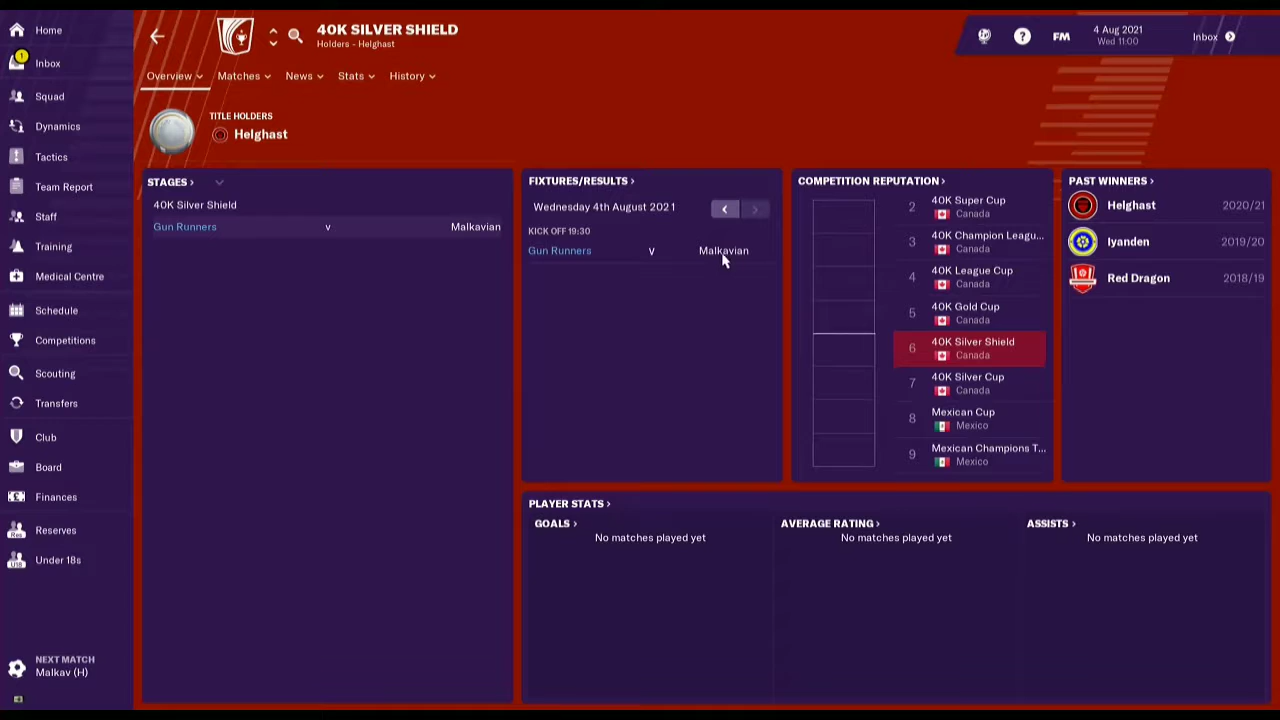 Home
1
Inbox
Squad
Dynamics
Tactics
Team Report
Staff
Training
Medical Centre
Schedule
Competitions
Scouting
Transfers
Club
Board
Finances
Res
Reserves
U18
Under 18s
NEXT MATCH
Malkav (H)
40K SILVER SHIELD
Holders - Helghast
?
FM
4 Aug 2021
Wed 11:00
Inbox
Overview
Matches
News
Stats
History
TITLE HOLDERS
Helghast
STAGES >
40K Silver Shield
Gun Runners v Malkavian
FIXTURES/RESULTS >
Wednesday 4th August 2021
KICK OFF 19:30
Gun Runners v Malkavian
COMPETITION REPUTATION >
2 40K Super Cup
Canada
3 40K Champion Leagu...
Canada
4 40K League Cup
Canada
5 40K Gold Cup
Canada
6 40K Silver Shield
Canada
7 40K Silver Cup
Canada
8 Mexican Cup
Mexico
9 Mexican Champions T...
Mexico
PAST WINNERS >
Helghast 2020/21
Iyanden 2019/20
Red Dragon 2018/19
PLAYER STATS >
GOALS >
No matches played yet
AVERAGE RATING >
No matches played yet
ASSISTS >
No matches played yet